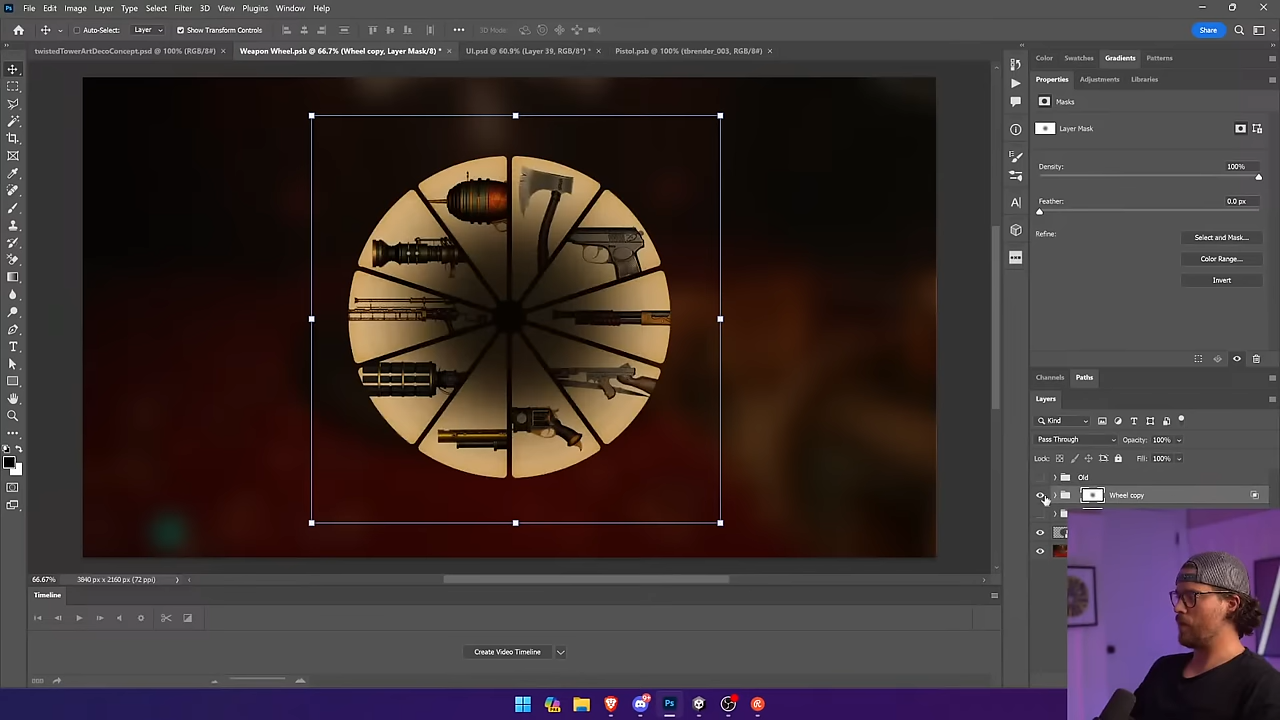 Ps File Edit Image Layer Type Select Filter 3D View Plugins Window Help
Auto-Select: Layer Show Transform Controls 3D Mode: Share
twistedTowerArtDecoConcept.psd @ 100% (RGB/8#) × Weapon Wheel.psb @ 66.7% (Wheel copy, Layer Mask/8) * × UI.psd @ 60.9% (Layer 39, RGB/8*) * × Pistol.psb @ 100% (tbrender_003, RGB/8#) ×
Color Swatches Gradients Patterns
Properties Adjustments Libraries
Masks
Layer Mask
Density: 100%
Feather: 0.0 px
Refine:
Select and Mask...
Color Range...
Invert
Channels Paths
Layers
Kind
Pass Through Opacity: 100%
Lock: Fill: 100%
Old
Wheel copy
66.67% 3840 px x 2160 px (72 ppi)
Timeline
Create Video Timeline
Ps